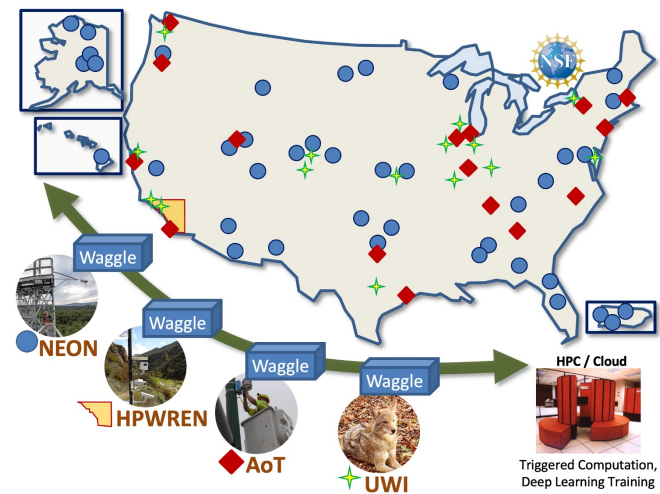 NSF
Waggle
Waggle
Waggle
Waggle
NEON
HPWREN
AoT
UWI
HPC / Cloud
Triggered Computation,
Deep Learning Training